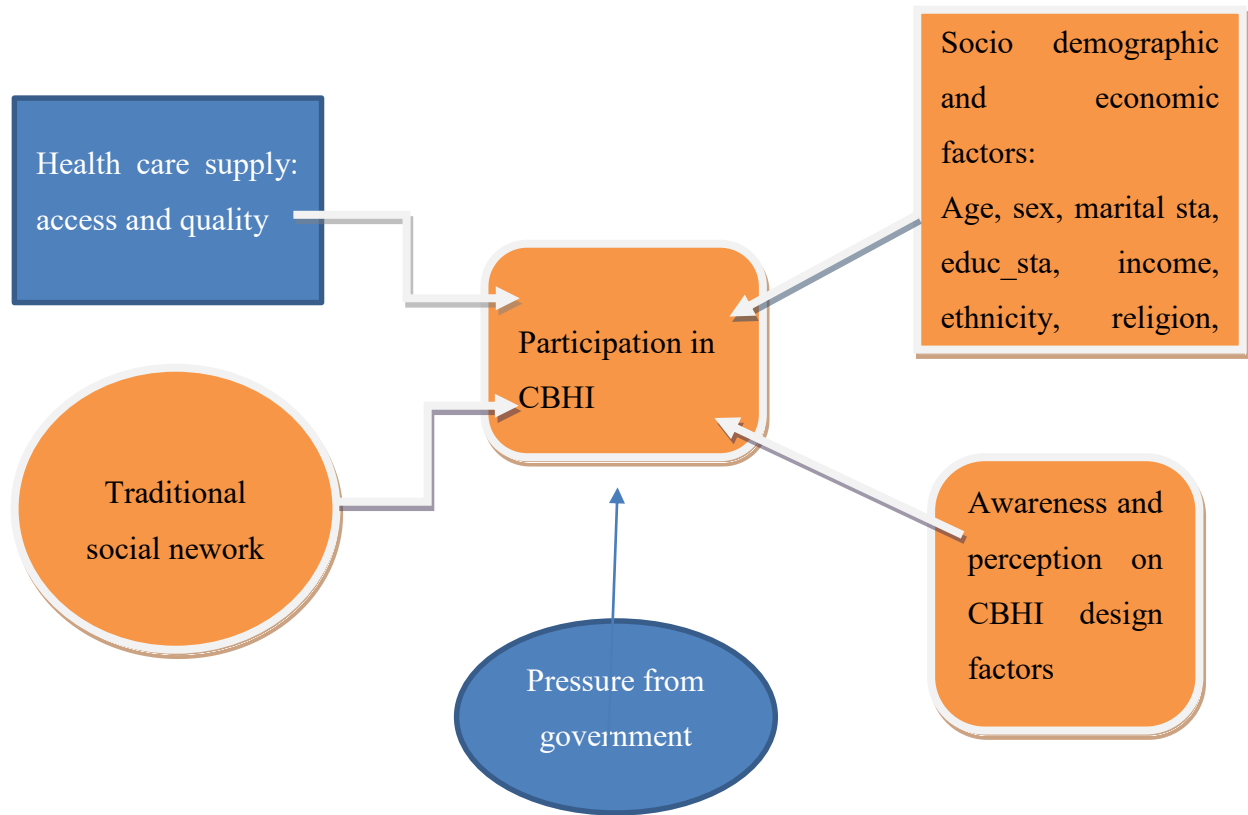 Health care supply:
access and quality
Traditional
social nework
Participation in
CBHI
Pressure from
government
Socio demographic
and economic
factors:
Age, sex, marital sta,
educ_sta, income,
ethnicity, religion,
Awareness and
perception on
CBHI design
factors